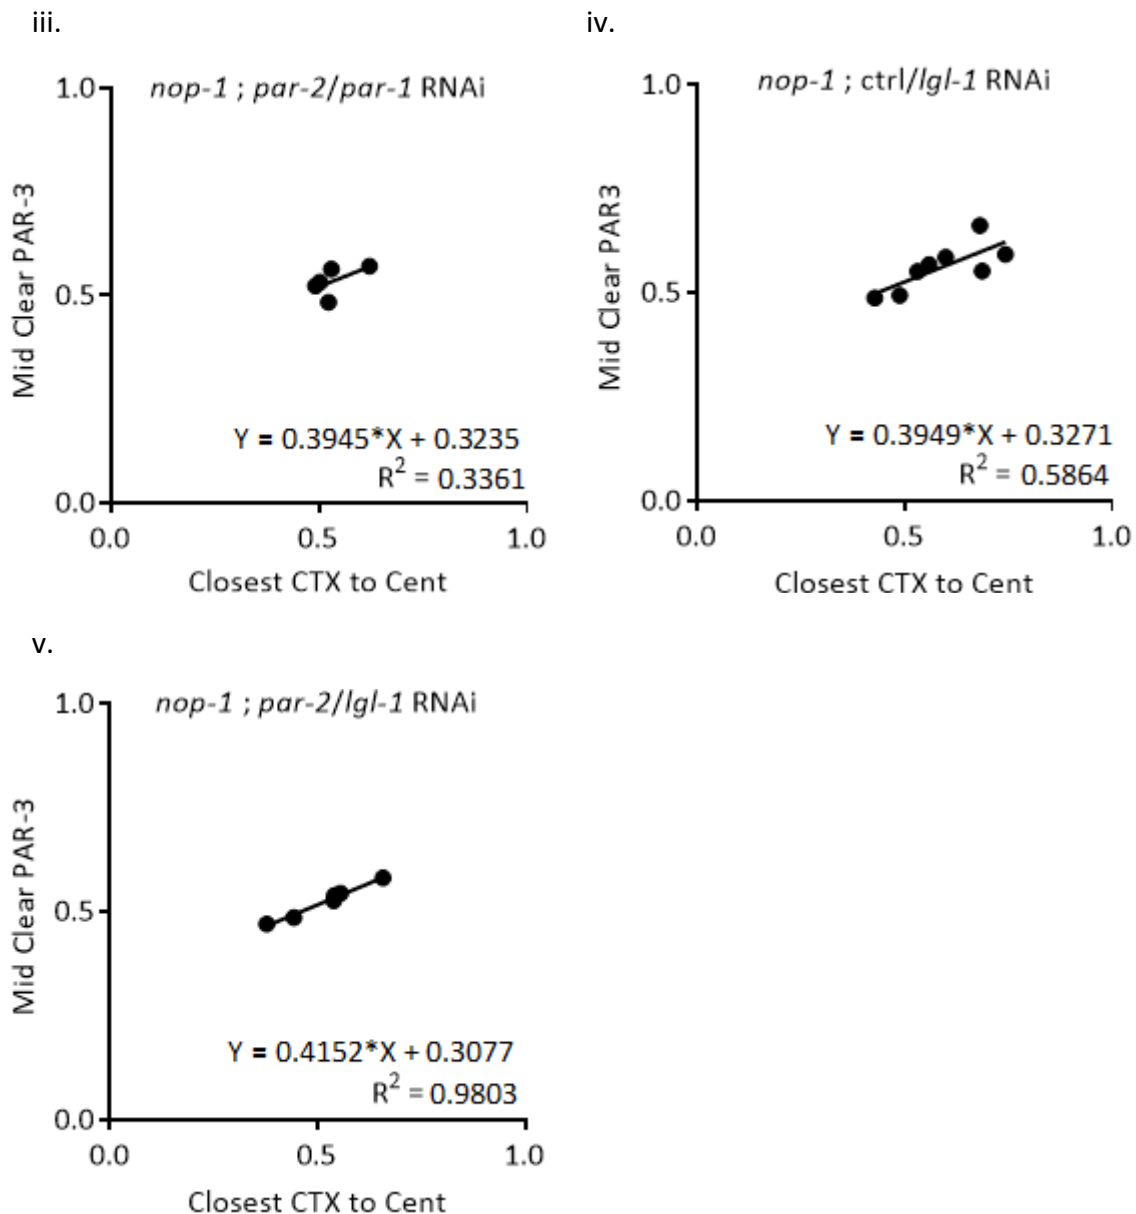 iii.
nop-1 ; par-2/par-1 RNAi
1.0
Mid Clear PAR-3
0.5
Y = 0.3945*X + 0.3235
R2 = 0.3361
0.0
0.0 0.5 1.0
Closest CTX to Cent
iv.
nop-1 ; ctrl/lgl-1 RNAi
1.0
Mid Clear PAR3
0.5
Y = 0.3949*X + 0.3271
R2 = 0.5864
0.0
0.0 0.5 1.0
Closest CTX to Cent
v.
nop-1 ; par-2/lgl-1 RNAi
1.0
Mid Clear PAR-3
0.5
Y = 0.4152*X + 0.3077
R2 = 0.9803
0.0
0.0 0.5 1.0
Closest CTX to Cent